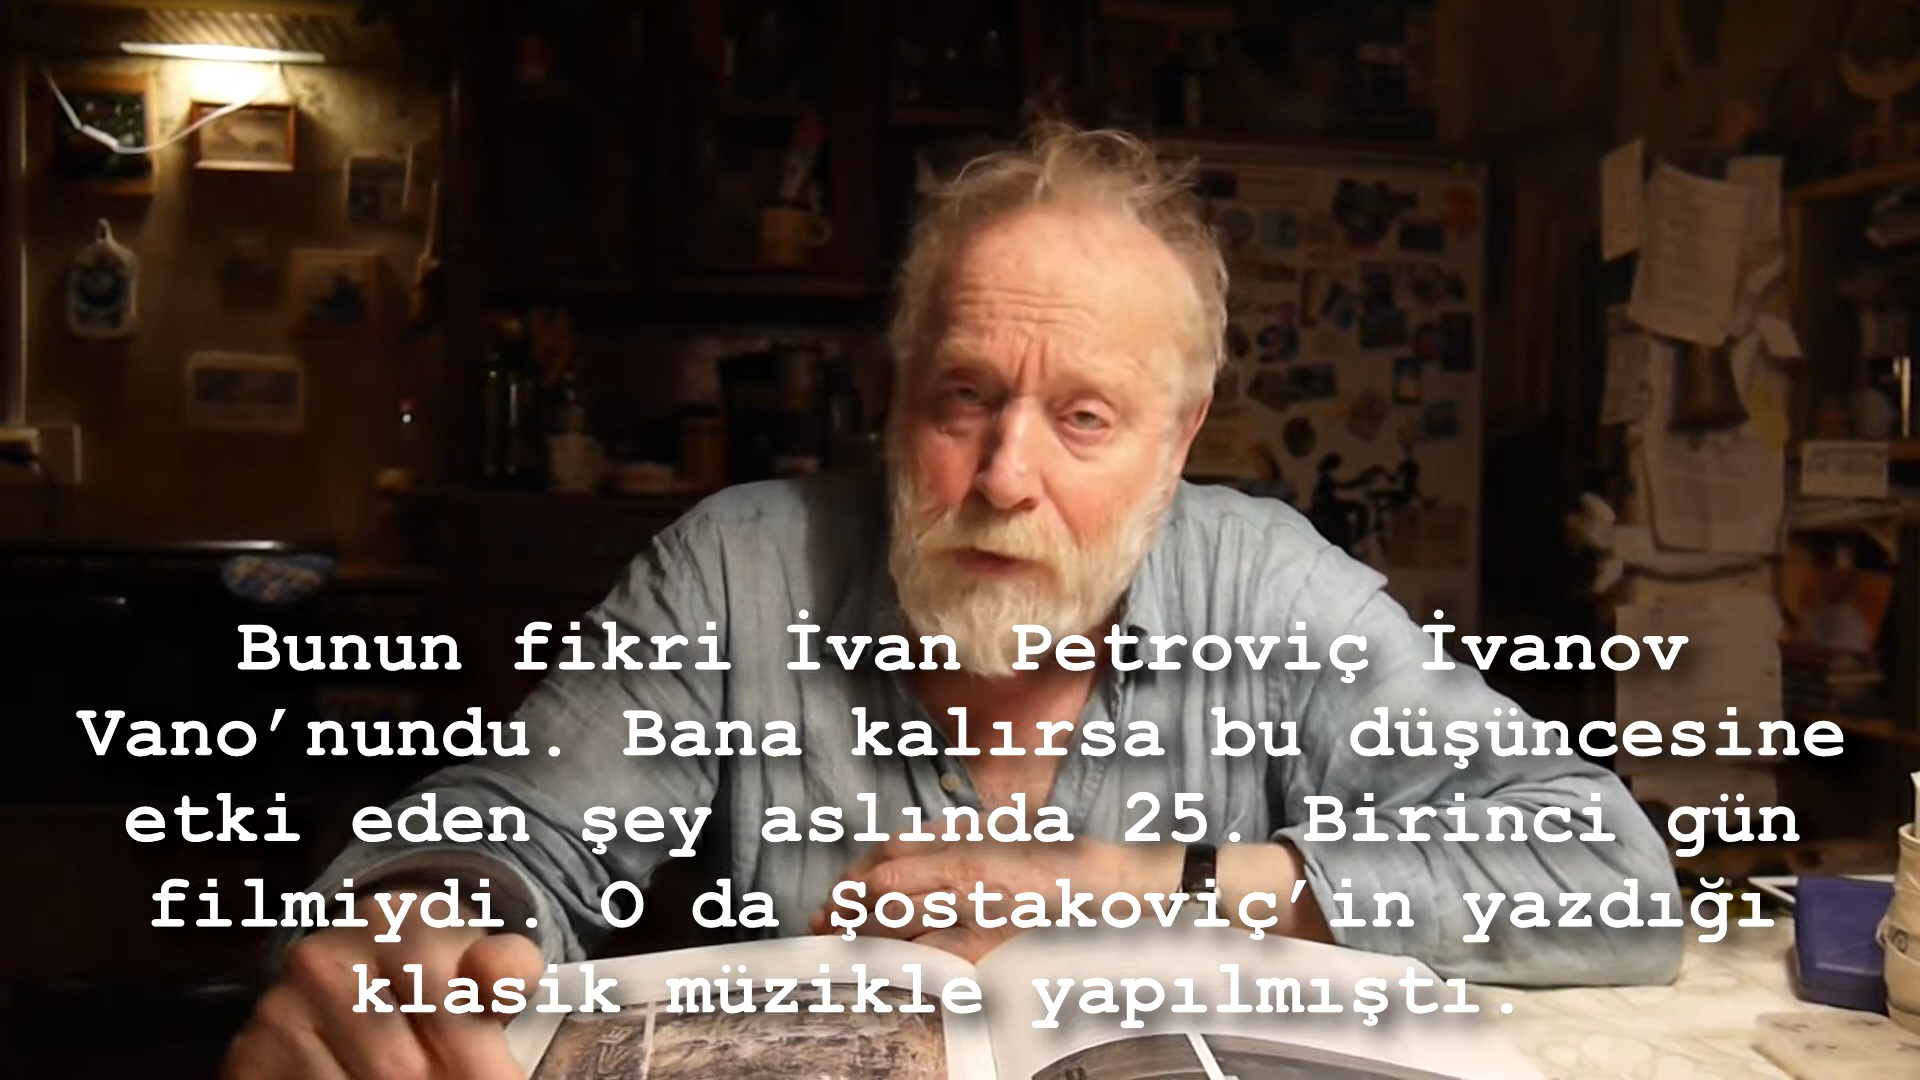 Bunun fikri İvan Petroviç İvanov
Vano’nundu. Bana kalırsa bu düşüncesine
etki eden şey aslında 25. Birinci gün
filmiydi. O da Şostakoviç’in yazdığı
klasik müzikle yapılmıştı.